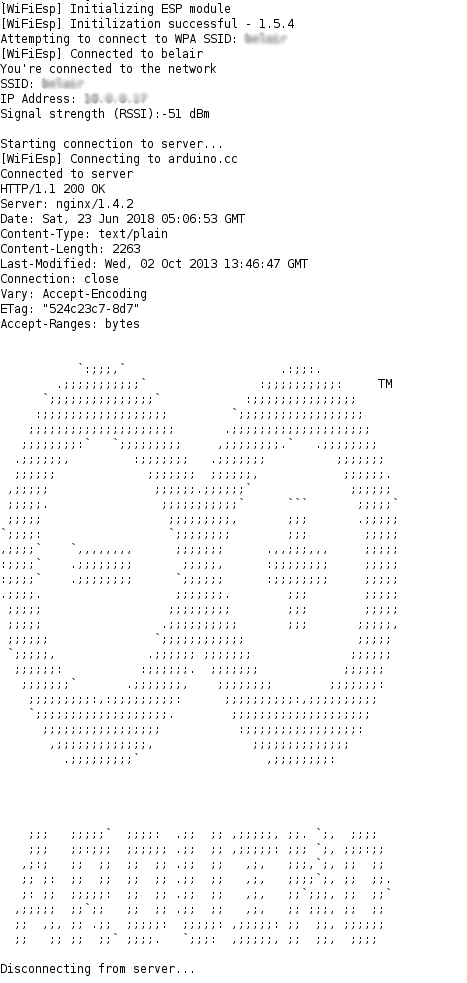 [WiFiEsp] Initializing ESP module
[WiFiEsp] Initilization successful - 1.5.4
Attempting to connect to WPA SSID:
[WiFiEsp] Connected to belair
You're connected to the network
SSID:
IP Address:
Signal strength (RSSI):-51 dBm
Starting connection to server...
[WiFiEsp] Connecting to arduino.cc
Connected to server
HTTP/1.1 200 OK
Server: nginx/1.4.2
Date: Sat, 23 Jun 2018 05:06:53 GMT
Content-Type: text/plain
Content-Length: 2263
Last-Modified: Wed, 02 Oct 2013 13:46:47 GMT
Connection: close
Vary: Accept-Encoding
ETag: "524c23c7-8d7"
Accept-Ranges: bytes
TM
ARDUINO
Disconnecting from server...